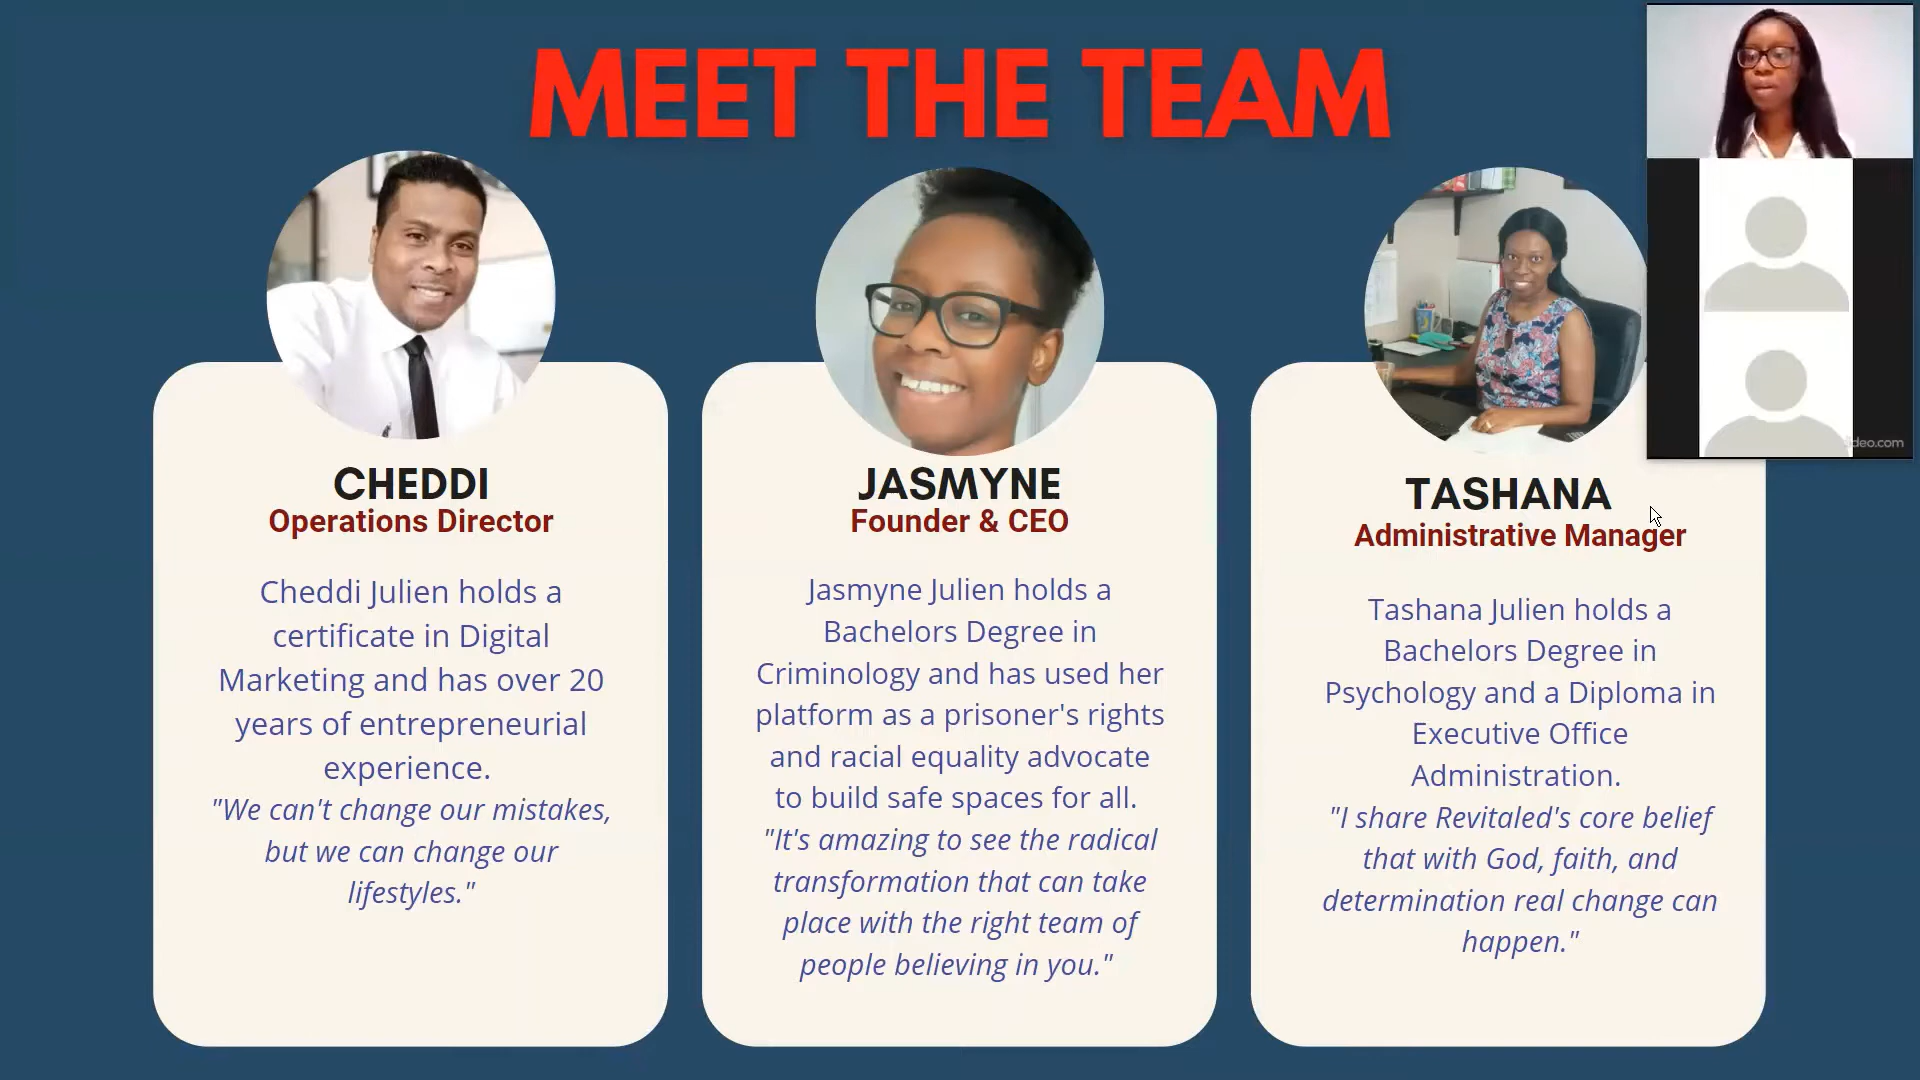 MEET THE TEAM
CHEDDI
Operations Director
Cheddi Julien holds a
certificate in Digital
Marketing and has over 20
years of entrepreneurial
experience.
"We can't change our mistakes,
but we can change our
lifestyles."
JASMYNE
Founder & CEO
Jasmyne Julien holds a
Bachelors Degree in
Criminology and has used her
platform as a prisoner's rights
and racial equality advocate
to build safe spaces for all.
"It's amazing to see the radical
transformation that can take
place with the right team of
people believing in you."
TASHANA
Administrative Manager
Tashana Julien holds a
Bachelors Degree in
Psychology and a Diploma in
Executive Office
Administration.
"I share Revitaled's core belief
that with God, faith, and
determination real change can
happen."